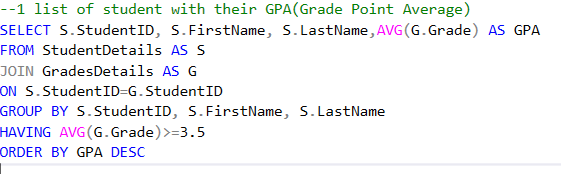 --1 list of student with their GPA(Grade Point Average)
SELECT S.StudentID, S.FirstName, S.LastName,AVG(G.Grade) AS GPA
FROM StudentDetails AS S
JOIN GradesDetails AS G
ON S.StudentID=G.StudentID
GROUP BY S.StudentID, S.FirstName, S.LastName
HAVING AVG(G.Grade)>=3.5
ORDER BY GPA DESC